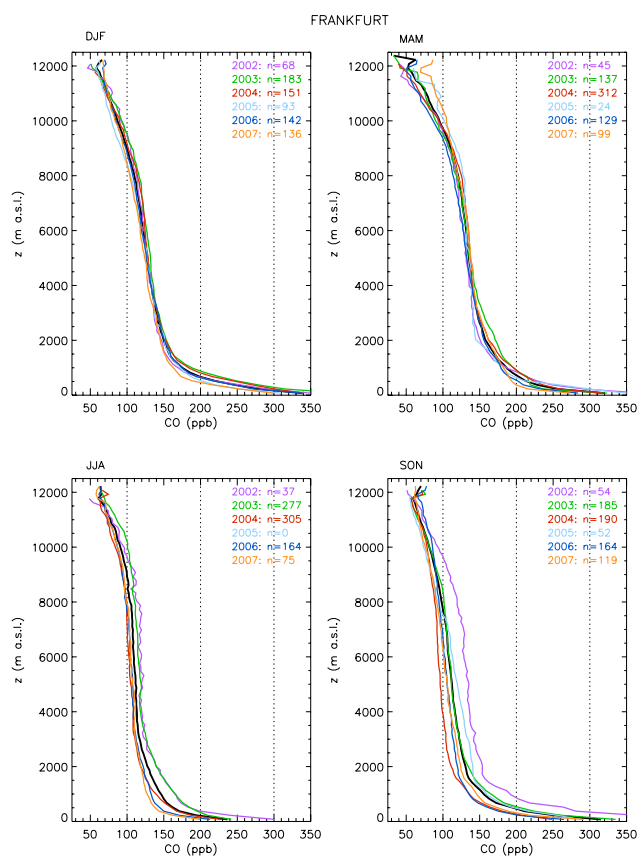 FRANKFURT
DJF
12000
10000
8000
6000
4000
2000
0
z (m a.s.l.)
2002: n=68
2003: n=183
2004: n=151
2005: n=93
2006: n=142
2007: n=136
50 100 150 200 250 300 350
CO (ppb)
MAM
12000
10000
8000
6000
4000
2000
0
z (m a.s.l.)
2002: n=45
2003: n=137
2004: n=312
2005: n=24
2006: n=129
2007: n=99
50 100 150 200 250 300 350
CO (ppb)
JJA
12000
10000
8000
6000
4000
2000
0
z (m a.s.l.)
2002: n=37
2003: n=277
2004: n=305
2005: n=0
2006: n=164
2007: n=75
50 100 150 200 250 300 350
CO (ppb)
SON
12000
10000
8000
6000
4000
2000
0
z (m a.s.l.)
2002: n=54
2003: n=185
2004: n=190
2005: n=52
2006: n=164
2007: n=119
50 100 150 200 250 300 350
CO (ppb)